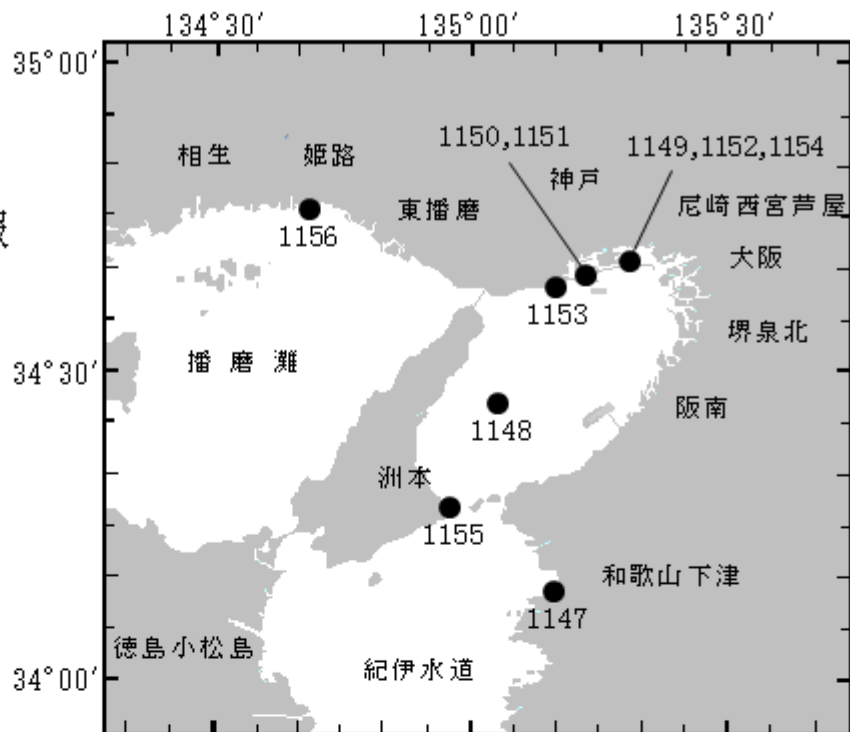 134°30′ 135°00′ 135°30′
35°00′
1150,1151
1149,1152,1154
相生 姫路 神戸
東播磨 尼崎西宮芦屋
1156
大阪
1153
堺泉北
播磨灘
34°30′
阪南
1148
洲本
1155
和歌山下津
1147
徳島小松島
紀伊水道
34°00′